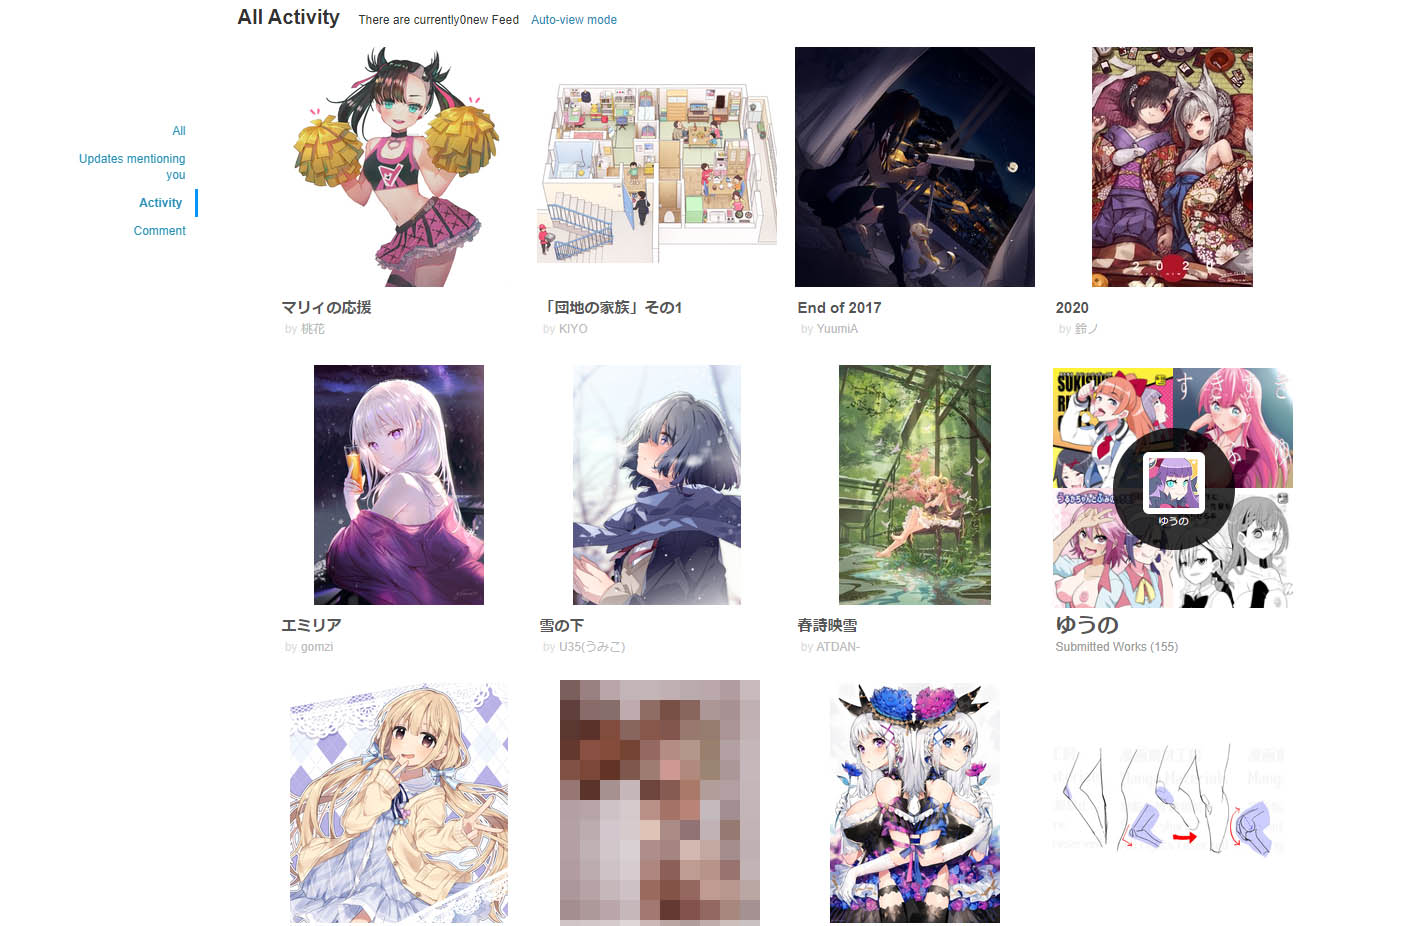 All Activity There are currently0new Feed Auto-view mode
All
Updates mentioning
you
Activity
Comment
2020
マリィの応援
by 桃花
「団地の家族」その1
by KIYO
End of 2017
by YuumiA
2020
by 鈴ノ
ゆうの
エミリア
by gomzi
雪の下
by U35(うみこ)
春詩映雪
by ATDAN-
ゆうの
Submitted Works (155)